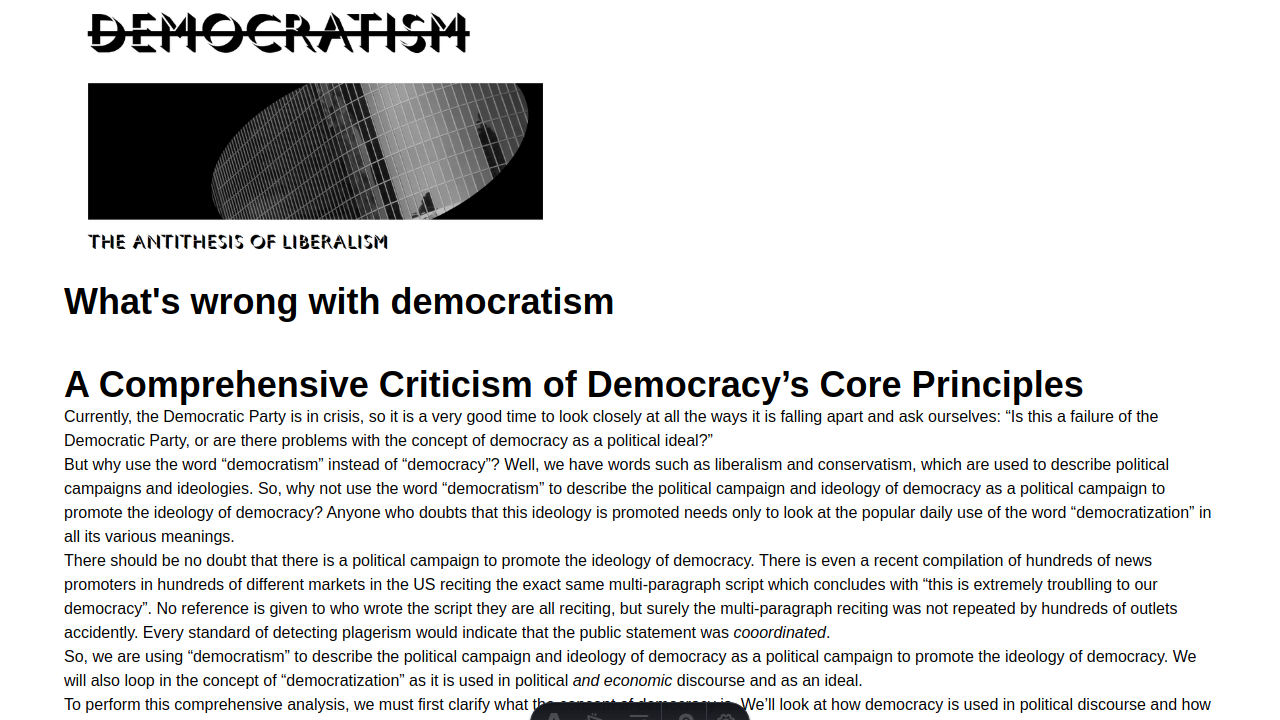 DEMOCRATISM
THE ANTITHESIS OF LIBERALISM
What's wrong with democratism
A Comprehensive Criticism of Democracy’s Core Principles
Currently, the Democratic Party is in crisis, so it is a very good time to look closely at all the ways it is falling apart and ask ourselves: “Is this a failure of the
Democratic Party, or are there problems with the concept of democracy as a political ideal?”
But why use the word “democratism” instead of “democracy”? Well, we have words such as liberalism and conservatism, which are used to describe political
campaigns and ideologies. So, why not use the word “democratism” to describe the political campaign and ideology of democracy as a political campaign to
promote the ideology of democracy? Anyone who doubts that this ideology is promoted needs only to look at the popular daily use of the word “democratization” in
all its various meanings.
There should be no doubt that there is a political campaign to promote the ideology of democracy. There is even a recent compilation of hundreds of news
promoters in hundreds of different markets in the US reciting the exact same multi-paragraph script which concludes with “this is extremely troublling to our
democracy”. No reference is given to who wrote the script they are all reciting, but surely the multi-paragraph reciting was not repeated by hundreds of outlets
accidently. Every standard of detecting plagerism would indicate that the public statement was cooordinated.
So, we are using “democratism” to describe the political campaign and ideology of democracy as a political campaign to promote the ideology of democracy. We
will also loop in the concept of “democratization” as it is used in political and economic discourse and as an ideal.
To perform this comprehensive analysis, we must first clarify what the concept of democracy is. We’ll look at how democracy is used in political discourse and how